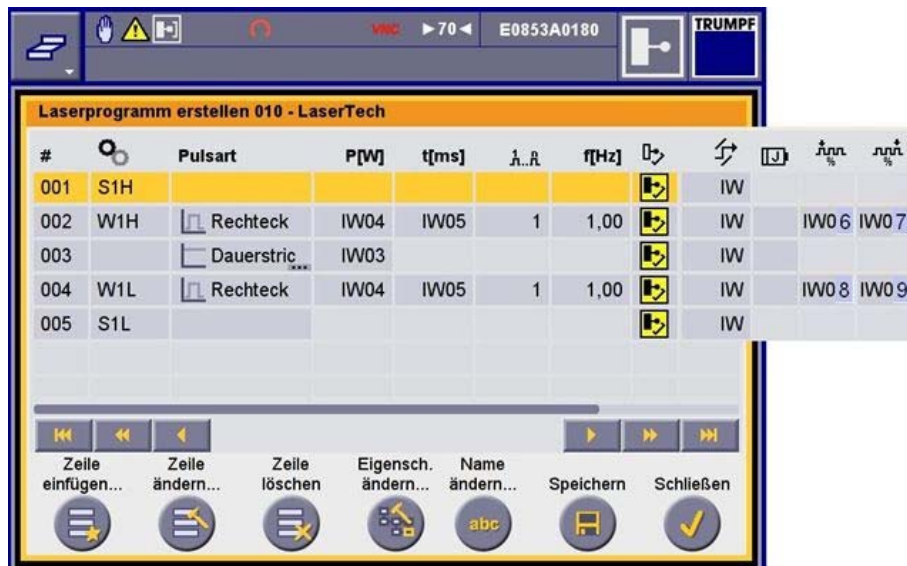 VNC ►70◄ E0853A0180 TRUMPF
Laserprogramm erstellen 010 - LaserTech
# Pulsart P[W] t[ms] 1..n f[Hz] [J] % %
001 S1H IW
002 W1H Rechteck IW04 IW05 1 1,00 IW IW06 IW07
003 Dauerstric... IW03 IW
004 W1L Rechteck IW04 IW05 1 1,00 IW IW08 IW09
005 S1L IW
Zeile einfügen...
Zeile ändern...
Zeile löschen
Eigensch. ändern...
Name ändern...
Speichern
Schließen
abc